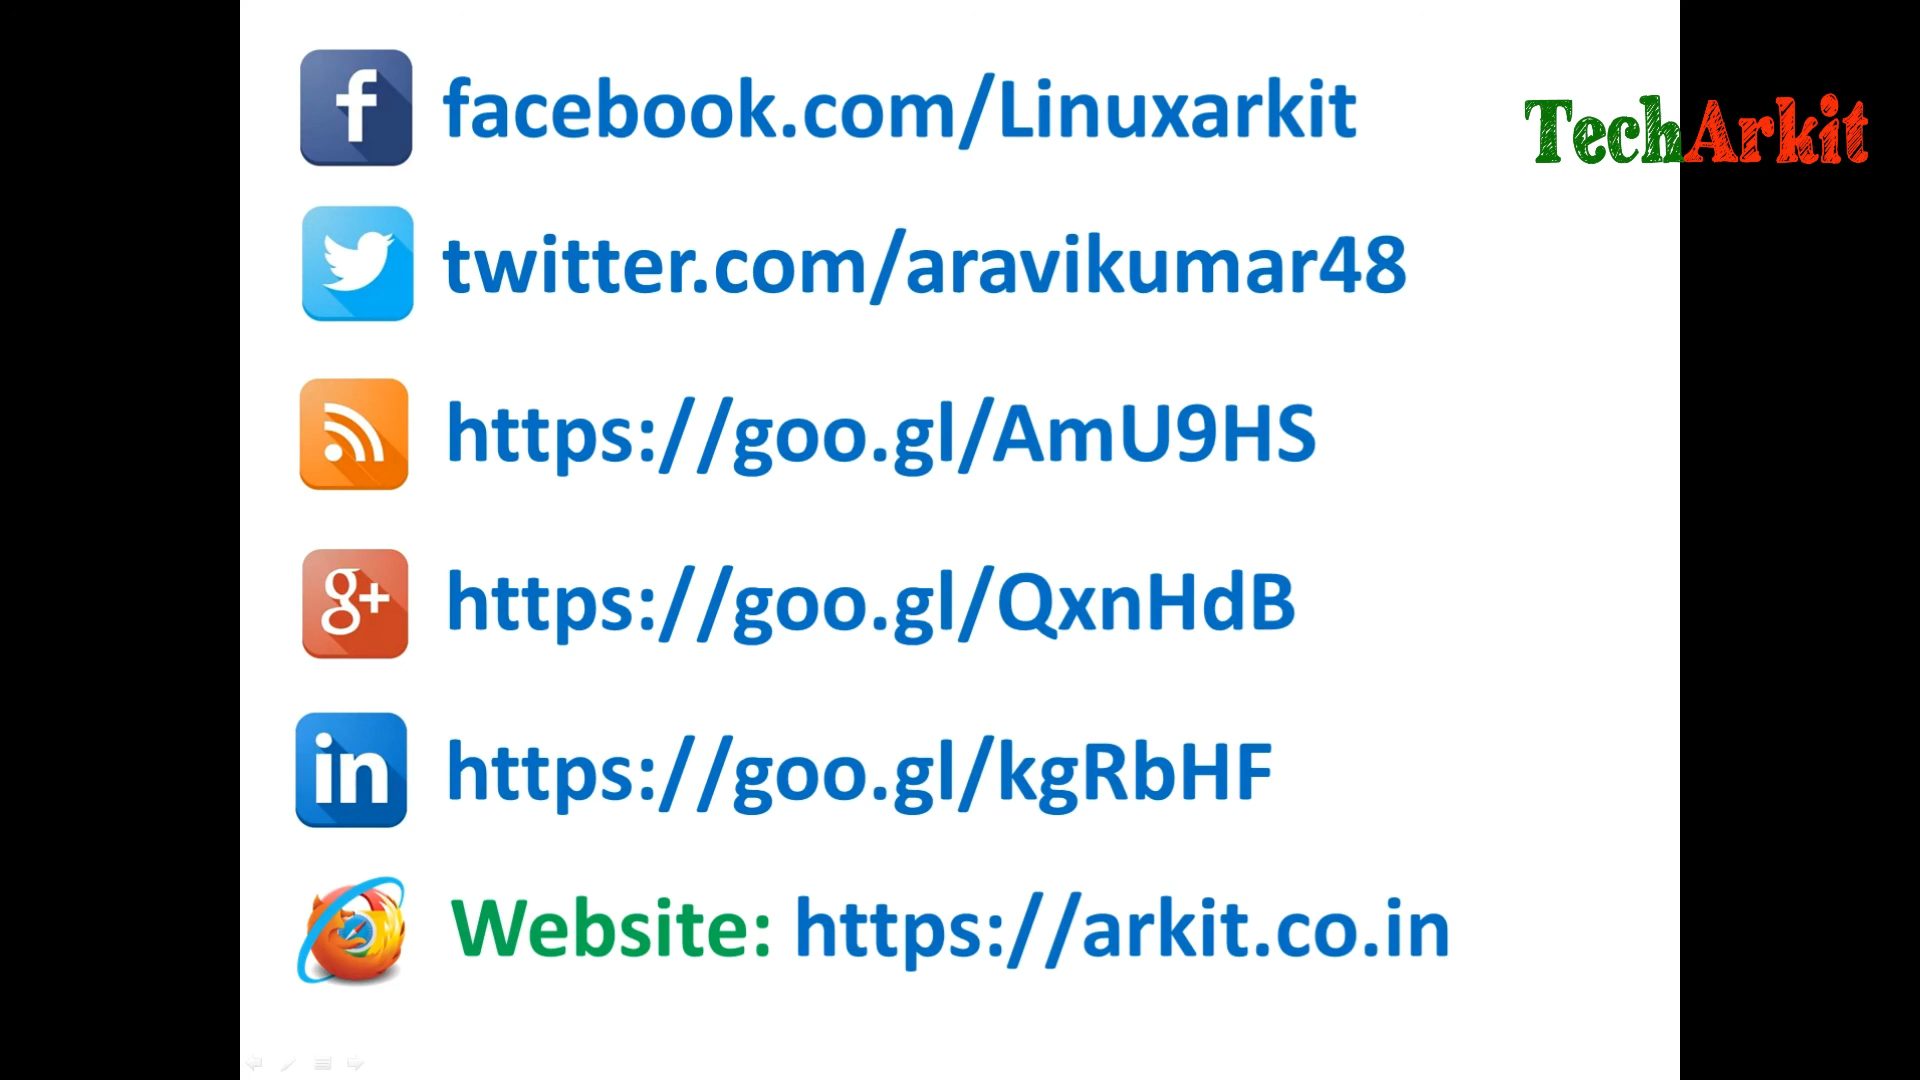 facebook.com/Linuxarkit
TechArkit
twitter.com/aravikumar48
https://goo.gl/AmU9HS
g+ https://goo.gl/QxnHdB
in https://goo.gl/kgRbHF
Website: https://arkit.co.in